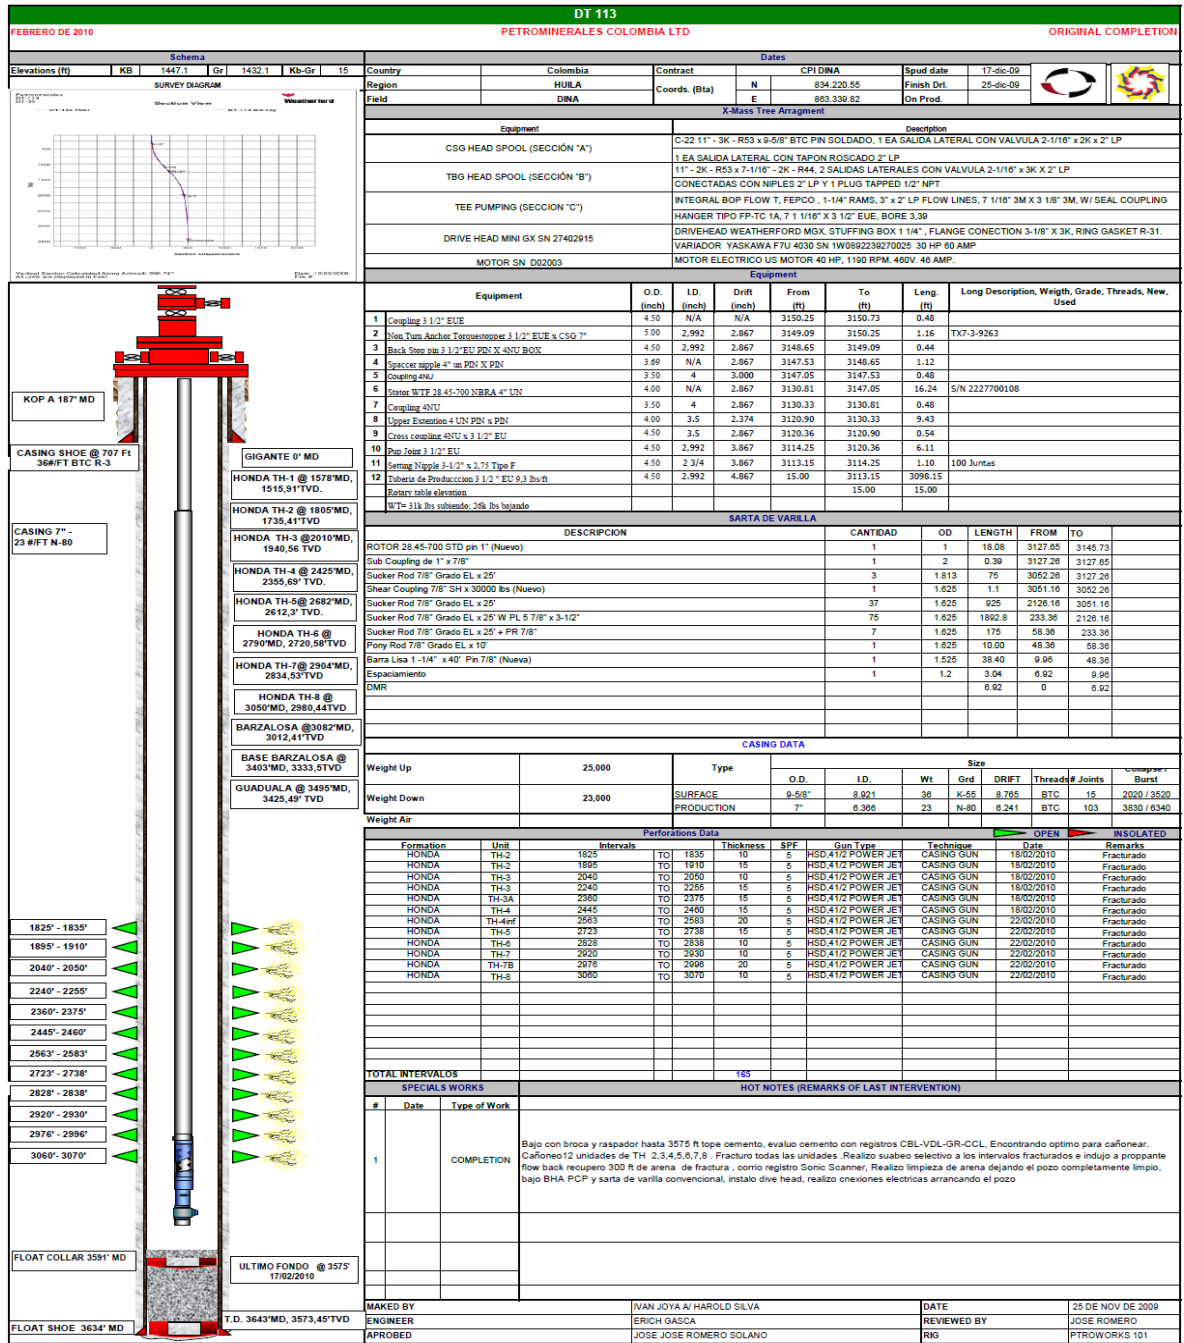 DT 113
FEBRERO DE 2010 PETROMINERALES COLOMBIA LTD ORIGINAL COMPLETION
Schema
Elevations (ft) KB 1447.1 Gr 1432.1 Kb-Gr 15
SURVEY DIAGRAM
Section View
Weatherford
Dates
Country Colombia Contract CPI DINA Spud date 17-dic-09
Region HUILA Coords. (Bta) N 834.220.55 Finish Drl. 25-dic-09
Field DINA E 863.339.82 On Prod.
X-Mass Tree Arragment
Equipment Description
CSG HEAD SPOOL (SECCIÓN "A") C-22 11" - 3K - R53 x 9-5/8" BTC PIN SOLDADO, 1 EA SALIDA LATERAL CON VALVULA 2-1/16" x 2K x 2" LP
1 EA SALIDA LATERAL CON TAPON ROSCADO 2" LP
TBG HEAD SPOOL (SECCIÓN "B") 11" - 2K - R53 x 7-1/16" - 2K - R44, 2 SALIDAS LATERALES CON VALVULA 2-1/16" x 3K X 2" LP
CONECTADAS CON NIPLES 2" LP Y 1 PLUG TAPPED 1/2" NPT
TEE PUMPING (SECCION "C") INTEGRAL BOP FLOW T, FEPCO , 1-1/4" RAMS, 3" x 2" LP FLOW LINES, 7 1/16" 3M X 3 1/8" 3M, W/ SEAL COUPLING
HANGER TIPO FP-TC 1A, 7 1 1/16" X 3 1/2" EUE, BORE 3,39
DRIVE HEAD MINI GX SN 27402915 DRIVEHEAD WEATHERFORD MGX, STUFFING BOX 1 1/4" , FLANGE CONECTION 3-1/8" X 3K, RING GASKET R-31.
VARIADOR YASKAWA F7U 4030 SN 1W0892239270025 30 HP 60 AMP
MOTOR SN D02003 MOTOR ELECTRICO US MOTOR 40 HP, 1190 RPM. 460V. 46 AMP.
Equipment
Equipment O.D. (inch) I.D. (inch) Drift (inch) From (ft) To (ft) Leng. (ft) Long Description, Weigth, Grade, Threads, New, Used
1 Coupling 3 1/2" EUE 4.50 N/A N/A 3150.25 3150.73 0.48
2 Non Turn Anchor Torquestopper 3 1/2" EUE x CSG 7" 5.00 2,992 2.867 3149.09 3150.25 1.16 TX7-3-9263
3 Back Stop pin 3 1/2"EU PIN X 4NU BOX 4.50 2,992 2.867 3148.65 3149.09 0.44
4 Spaccer nipple 4" un PIN X PIN 3.69 N/A 2.867 3147.53 3148.65 1.12
5 Coupling 4NU 3.50 4 3.000 3147.05 3147.53 0.48
6 Stator WTF 28.45-700 NBRA 4" UN 4.00 N/A 2.867 3130.81 3147.05 16.24 S/N 2227700108
7 Coupling 4NU 3.50 4 2.867 3130.33 3130.81 0.48
8 Upper Extention 4 UN PIN x PIN 4.00 3.5 2.374 3120.90 3130.33 9.43
9 Cross coupling 4NU x 3 1/2" EU 4.50 3.5 2.867 3120.36 3120.90 0.54
10 Pup Joint 3 1/2" EU 4.50 2,992 3.867 3114.25 3120.36 6.11
11 Setting Nipple 3-1/2" x 2,75 Tipo F 4.50 2 3/4 3.867 3113.15 3114.25 1.10 100 Juntas
12 Tuberia de Producccion 3 1/2 " EU 9,3 lbs/ft 4.50 2.992 4.867 15.00 3113.15 3098.15
Rotary table elevation 15.00 15.00
WT= 31k lbs subiendo; 26k lbs bajando
SARTA DE VARILLA
DESCRIPCION CANTIDAD OD LENGTH FROM TO
ROTOR 28.45-700 STD pin 1" (Nuevo) 1 1 18.08 3127.65 3145.73
Sub Coupling de 1" x 7/8" 1 2 0.39 3127.26 3127.65
Sucker Rod 7/8" Grado EL x 25' 3 1.813 75 3052.26 3127.26
Shear Coupling 7/8" SH x 30000 lbs (Nuevo) 1 1.625 1.1 3051.16 3052.26
Sucker Rod 7/8" Grado EL x 25' 37 1.625 925 2126.16 3051.16
Sucker Rod 7/8" Grado EL x 25' W PL 5 7/8" x 3-1/2" 75 1.625 1892.8 233.36 2126.16
Sucker Rod 7/8" Grado EL x 25' + PR 7/8" 7 1.625 175 58.36 233.36
Pony Rod 7/8" Grado EL x 10' 1 1.625 10.00 48.36 58.36
Barra Lisa 1 -1/4" x 40' Pin 7/8" (Nueva) 1 1.525 38.40 9.96 48.36
Espaciamiento 1 1.2 3.04 6.92 9.96
DMR 6.92 0 6.92
CASING DATA
Weight Up 25,000 Type Size
O.D. I.D. Wt Grd DRIFT Threads # Joints Collapse / Burst
Weight Down 23,000 SURFACE 9-5/8" 8.921 36 K-55 8.765 BTC 15 2020 / 3520
PRODUCTION 7" 6.366 23 N-80 6.241 BTC 103 3830 / 6340
Weight Air
Perforations Data OPEN INSOLATED
Formation Unit Intervals Thickness SPF Gun Type Technique Date Remarks
HONDA TH-2 1825 TO 1835 10 5 HSD,41/2 POWER JET CASING GUN 18/02/2010 Fracturado
HONDA TH-2 1895 TO 1910 15 5 HSD,41/2 POWER JET CASING GUN 18/02/2010 Fracturado
HONDA TH-3 2040 TO 2050 10 5 HSD,41/2 POWER JET CASING GUN 18/02/2010 Fracturado
HONDA TH-3 2240 TO 2255 15 5 HSD,41/2 POWER JET CASING GUN 18/02/2010 Fracturado
HONDA TH-3A 2360 TO 2375 15 5 HSD,41/2 POWER JET CASING GUN 18/02/2010 Fracturado
HONDA TH-4 2445 TO 2460 15 5 HSD,41/2 POWER JET CASING GUN 18/02/2010 Fracturado
HONDA TH-4inf 2563 TO 2583 20 5 HSD,41/2 POWER JET CASING GUN 22/02/2010 Fracturado
HONDA TH-5 2723 TO 2738 15 5 HSD,41/2 POWER JET CASING GUN 22/02/2010 Fracturado
HONDA TH-6 2828 TO 2838 10 5 HSD,41/2 POWER JET CASING GUN 22/02/2010 Fracturado
HONDA TH-7 2920 TO 2930 10 5 HSD,41/2 POWER JET CASING GUN 22/02/2010 Fracturado
HONDA TH-7B 2976 TO 2996 20 5 HSD,41/2 POWER JET CASING GUN 22/02/2010 Fracturado
HONDA TH-8 3060 TO 3070 10 5 HSD,41/2 POWER JET CASING GUN 22/02/2010 Fracturado
TOTAL INTERVALOS 165
SPECIALS WORKS HOT NOTES (REMARKS OF LAST INTERVENTION)
# Date Type of Work
1 COMPLETION
Bajo con broca y raspador hasta 3575 ft tope cemento, evaluo cemento con registros CBL-VDL-GR-CCL, Encontrando optimo para cañonear.
Cañoneo12 unidades de TH 2,3,4,5,6,7,8 . Fracturo todas las unidades .Realizo suabeo selectivo a los intervalos fracturados e indujo a proppante
flow back recupero 300 ft de arena de fractura , corrio registro Sonic Scanner, Realizo limpieza de arena dejando el pozo completamente limpio,
bajo BHA PCP y sarta de varilla convencional, instalo dive head, realizo cnexiones electricas arrancando el pozo
MAKED BY IVAN JOYA A/ HAROLD SILVA DATE 25 DE NOV DE 2009
ENGINEER ERICH GASCA REVIEWED BY JOSE ROMERO
APROBED JOSE JOSE ROMERO SOLANO RIG PTROWORKS 101
KOP A 187' MD
CASING SHOE @ 707 Ft
36#/FT BTC R-3
CASING 7" -
23 #/FT N-80
GIGANTE 0' MD
HONDA TH-1 @ 1578'MD,
1515,91'TVD.
HONDA TH-2 @ 1805'MD,
1735,41'TVD
HONDA TH-3 @2010'MD,
1940,56 TVD
HONDA TH-4 @ 2425'MD,
2355,69' TVD.
HONDA TH-5@ 2682'MD,
2612,3' TVD.
HONDA TH-6 @
2790'MD, 2720,58'TVD
HONDA TH-7@ 2904'MD,
2834,53'TVD
HONDA TH-8 @
3050'MD, 2980,44TVD
BARZALOSA @3082'MD,
3012,41'TVD
BASE BARZALOSA @
3403'MD, 3333,5TVD
GUADUALA @ 3495'MD,
3425,49' TVD
1825' - 1835'
1895' - 1910'
2040' - 2050'
2240' - 2255'
2360'- 2375'
2445'- 2460'
2563' - 2583'
2723' - 2738'
2828' - 2838'
2920' - 2930'
2976' - 2996'
3060'- 3070'
FLOAT COLLAR 3591' MD
ULTIMO FONDO @ 3575'
17/02/2010
T.D. 3643'MD, 3573,45'TVD
FLOAT SHOE 3634' MD